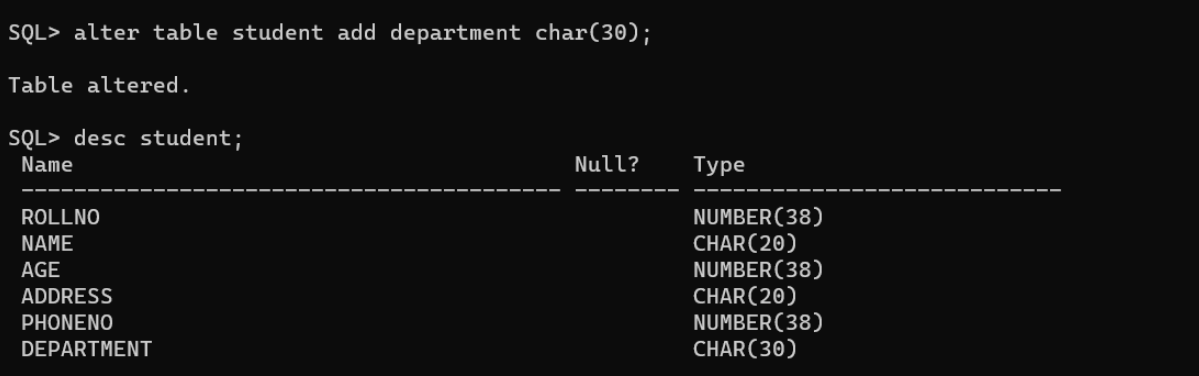 SQL> alter table student add department char(30);
Table altered.
SQL> desc student;
Name Null? Type
----------------------------------------- -------- ----------------------------
ROLLNO NUMBER(38)
NAME CHAR(20)
AGE NUMBER(38)
ADDRESS CHAR(20)
PHONENO NUMBER(38)
DEPARTMENT CHAR(30)